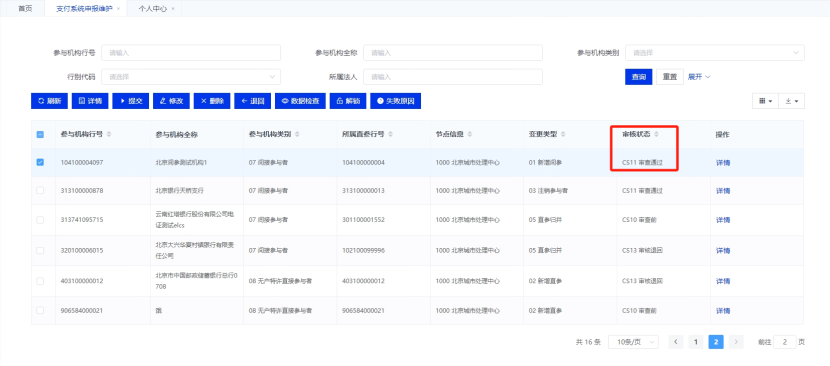 首页 支付系统申报维护 × 个人中心 ×
参与机构行号 请输入 参与机构全称 请输入 参与机构类别 请选择
行别代码 请选择 所属法人 请输入 查询 重置 展开
刷新 详情 提交 修改 删除 退回 数据检查 解锁 失败原因
参与机构行号 参与机构全称 参与机构类别 所属直参行号 节点信息 变更类型 审核状态 操作
104100004097 北京间参测试机构1 07 间接参与者 104100000004 1000 北京城市处理中心 01 新增间参 CS11 审查通过 详情
313100000878 北京银行天桥支行 07 间接参与者 313100000013 1000 北京城市处理中心 03 注销参与者 CS11 审查通过 详情
313741095715 云南红塔银行股份有限公司电 07 间接参与者 301100001552 1000 北京城市处理中心 05 直参归并 CS10 审查前 详情
证测试elcs
320100006015 北京大兴华夏村镇银行有限责 07 间接参与者 102100099996 1000 北京城市处理中心 05 直参归并 CS13 审核退回 详情
任公司
403100000012 北京市中国邮政储蓄银行总行0 08 无户特许直接参与者 403100000012 1000 北京城市处理中心 02 新增直参 CS13 审核退回 详情
708
906584000021 08 无户特许直接参与者 906584000021 1000 北京城市处理中心 02 新增直参 CS10 审查前 详情
共 16 条 10条/页 < 1 2 > 前往 2 页